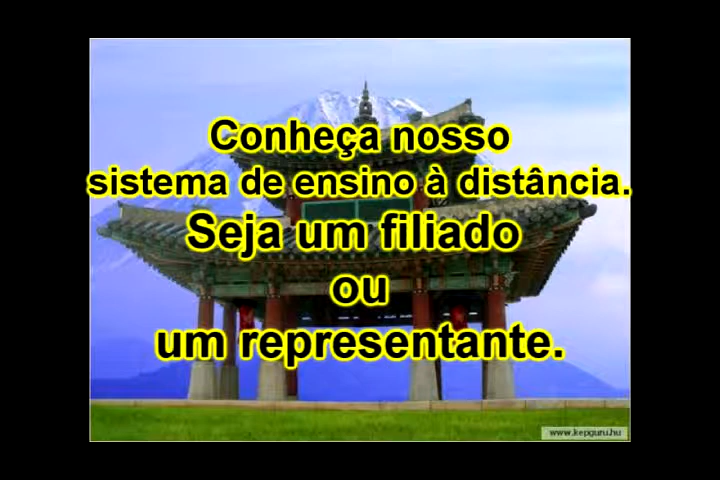 Conheça nosso
sistema de ensino à distância.
Seja um filiado
ou
um representante.
www.kepguru.hu